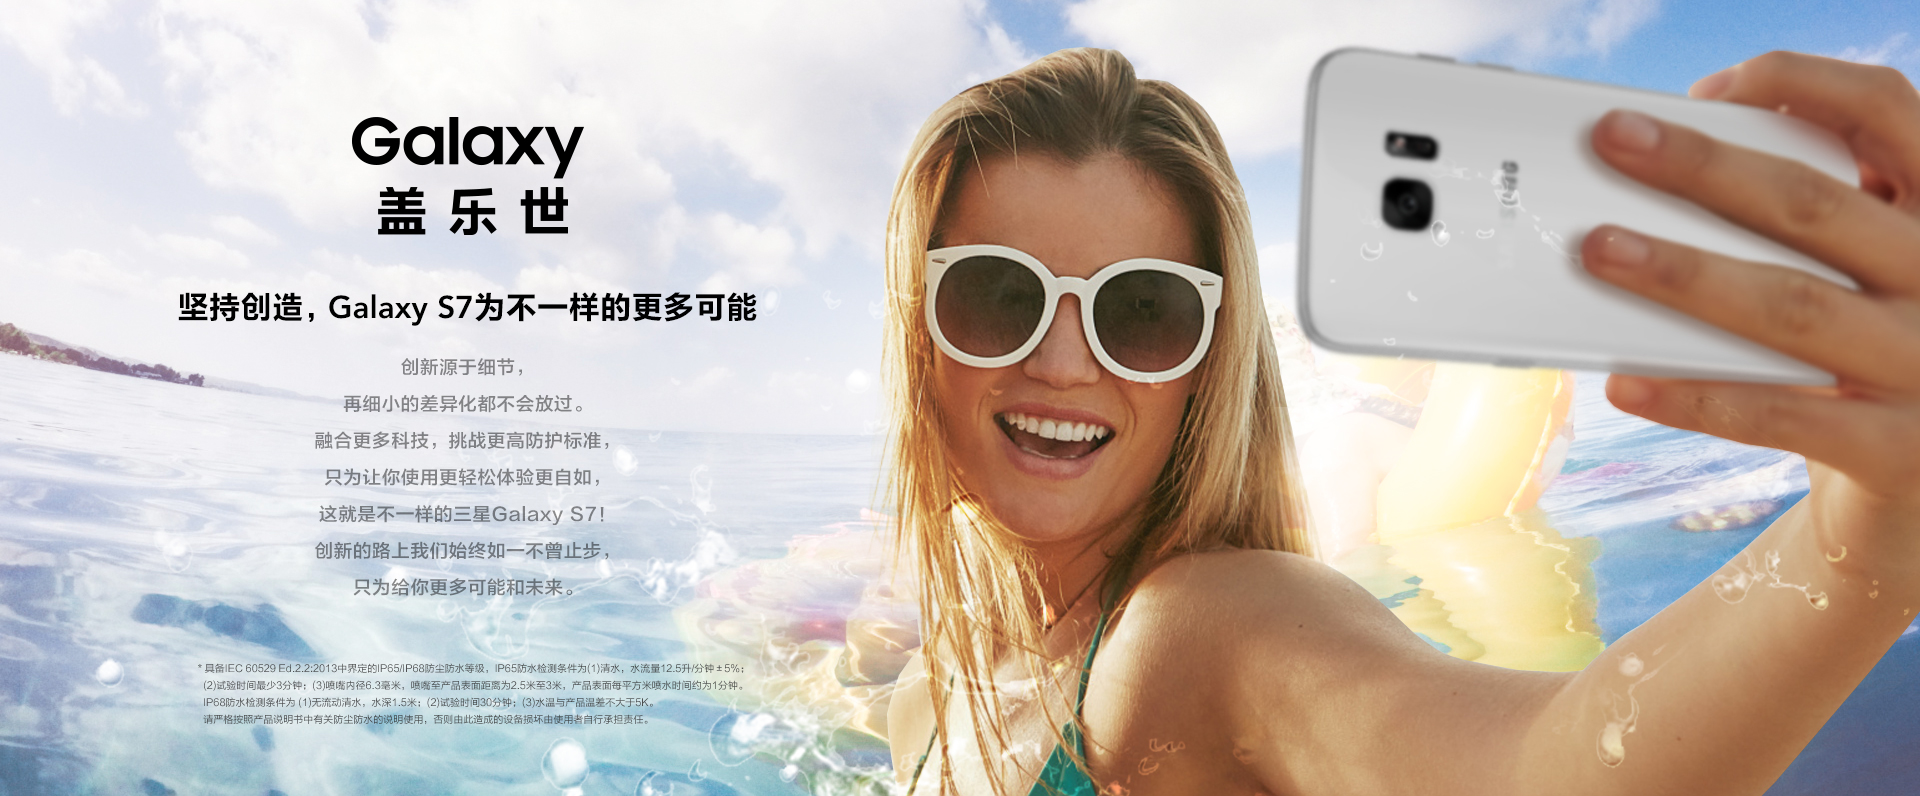 Galaxy
盖乐世
坚持创造，Galaxy S7为不一样的更多可能
创新源于细节，
再细小的差异化都不会放过。
融合更多科技，挑战更高防护标准，
只为让你使用更轻松体验更自如，
这就是不一样的三星Galaxy S7！
创新的路上我们始终如一不曾止步，
只为给你更多可能和未来。
* 具备IEC 60529 Ed.2.2:2013中界定的IP65/IP68防尘防水等级，IP65防水检测条件为(1)清水，水流量12.5升/分钟±5%；
(2)试验时间最少3分钟；(3)喷嘴内径6.3毫米，喷嘴至产品表面距离为2.5米至3米，产品表面每平方米喷水时间约为1分钟。
IP68防水检测条件为 (1)无流动清水，水深1.5米；(2)试验时间30分钟；(3)水温与产品温差不大于5K。
请严格按照产品说明书中有关防尘防水的说明使用，否则由此造成的设备损坏由使用者自行承担责任。